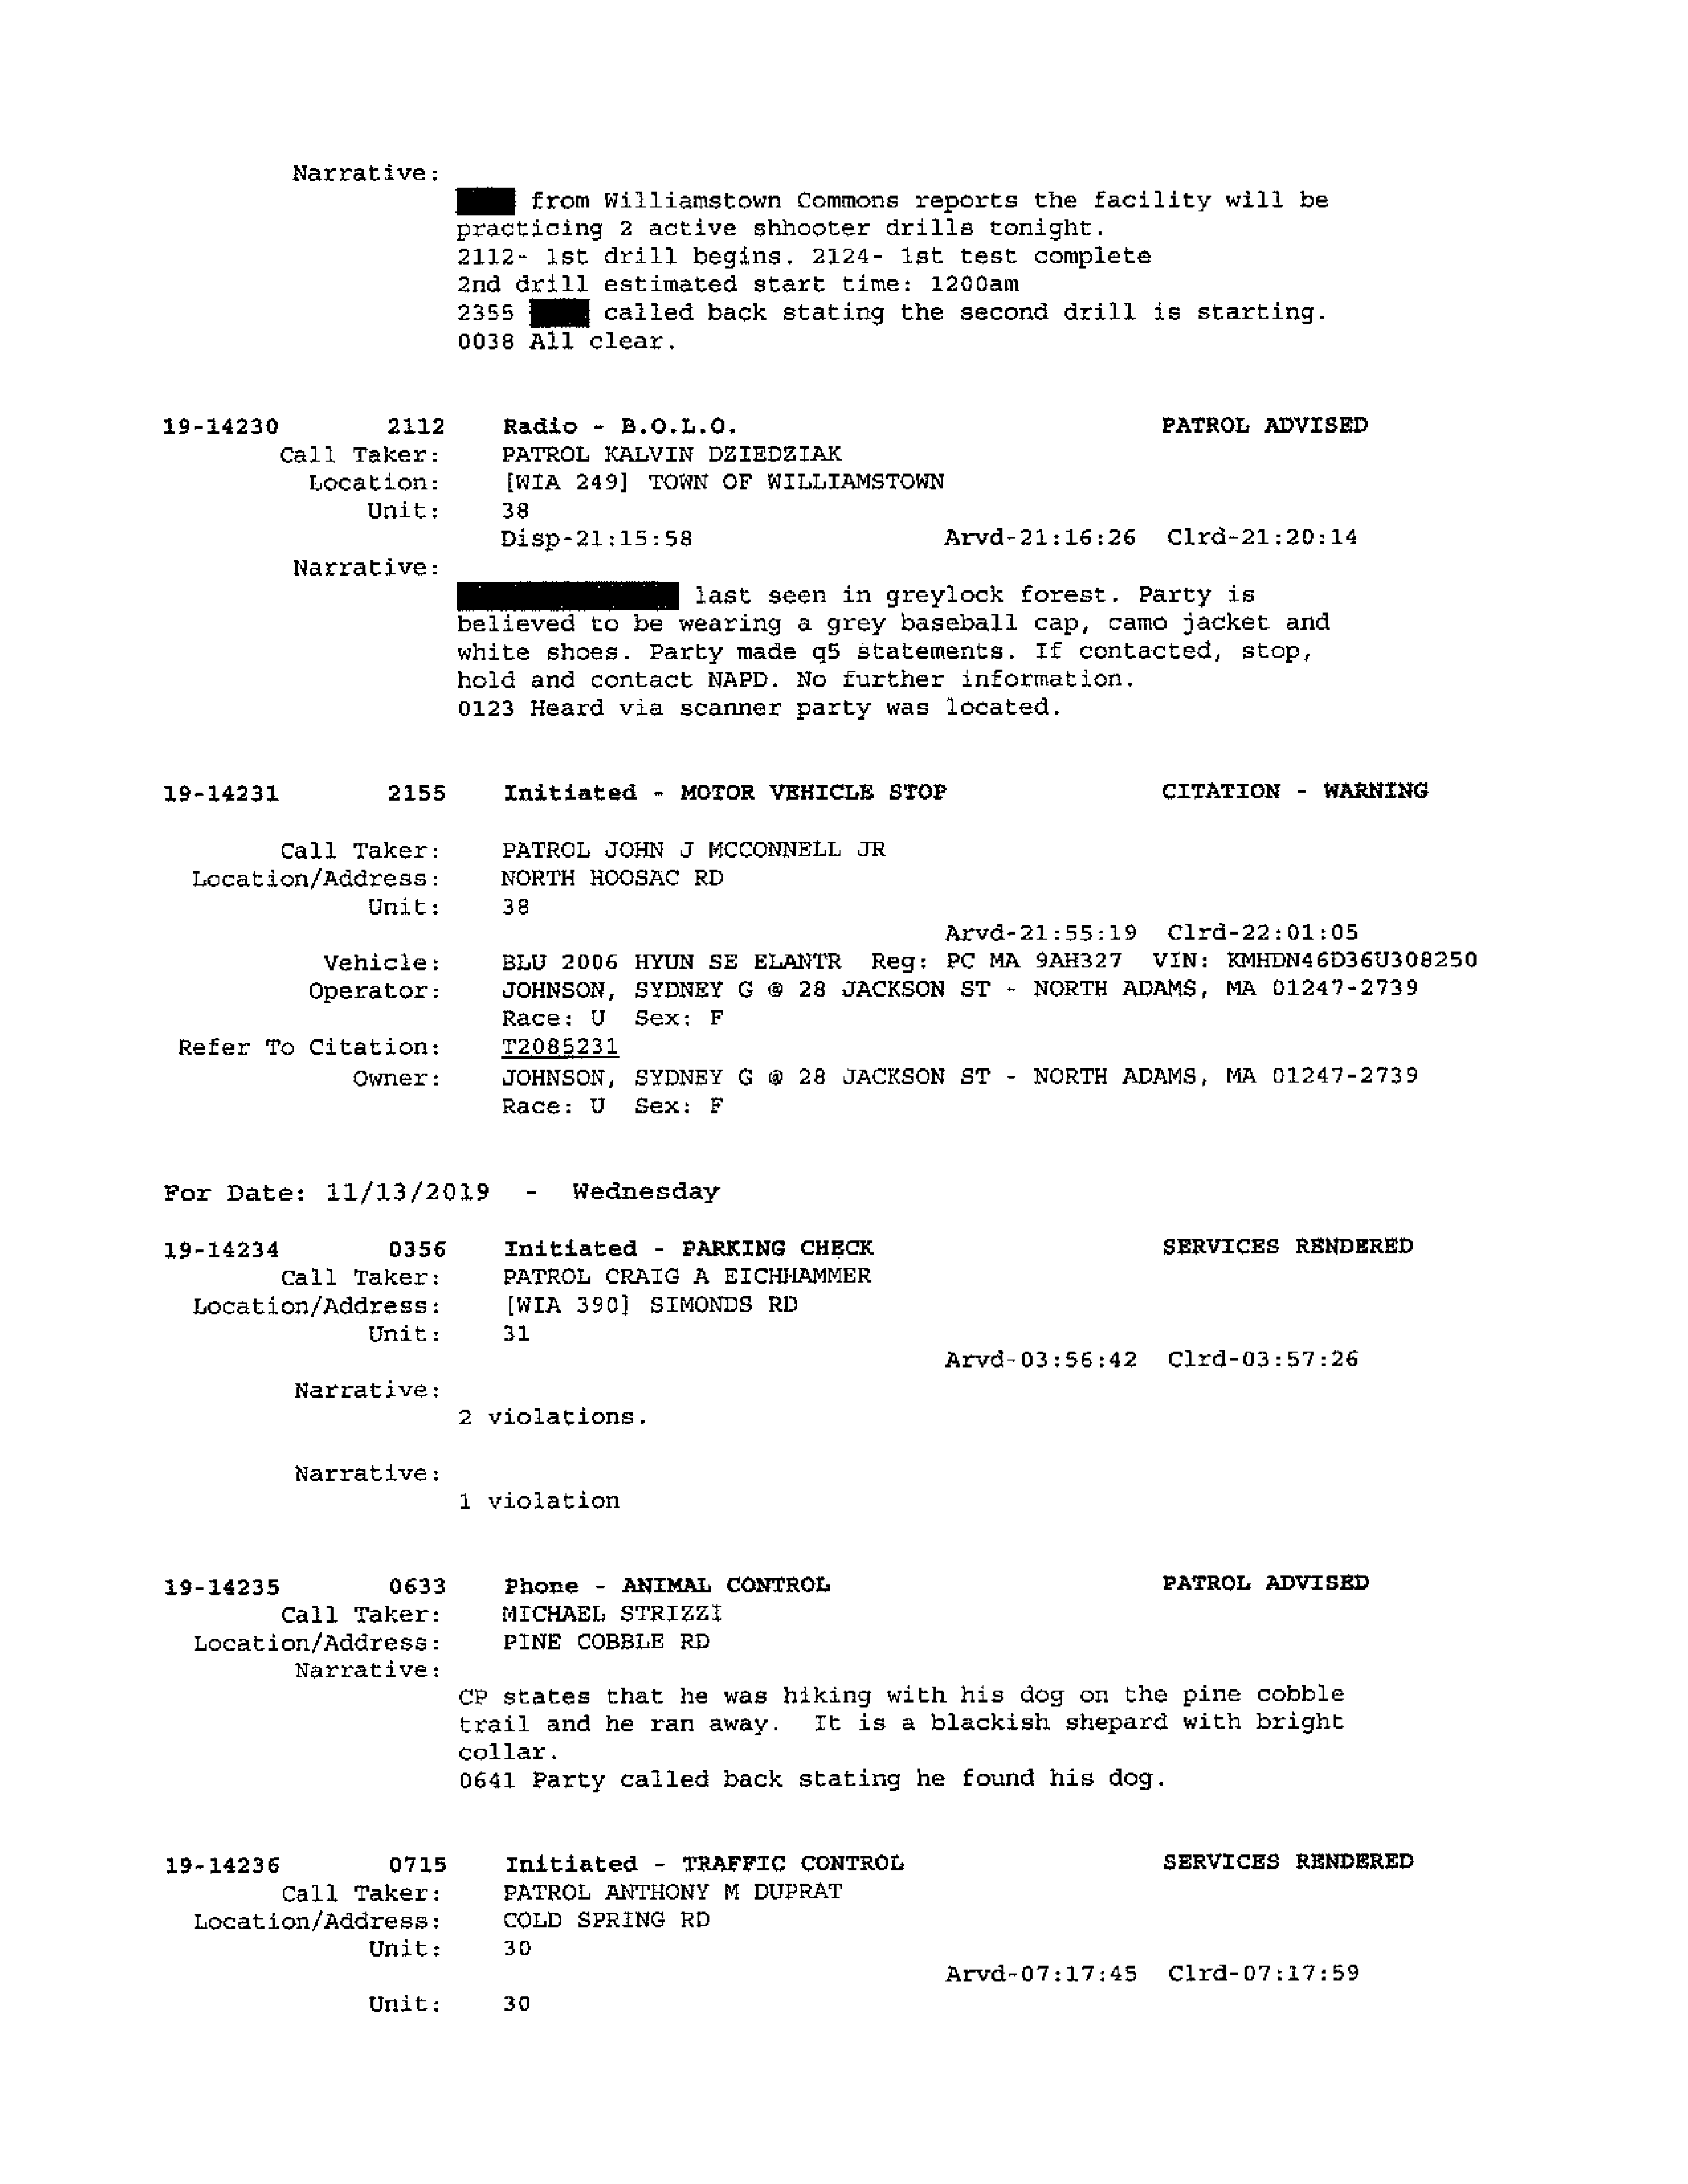 Narrative:
from Williamstown Commons reports the facility will be
practicing 2 active shhooter drills tonight.
2112- 1st drill begins. 2124- 1st test complete
2nd drill estimated start time: 1200am
2355 called back stating the second drill is starting.
0038 All clear.
19-14230 2112 Radio - B.O.L.O. PATROL ADVISED
Call Taker: PATROL KALVIN DZIEDZIAK
Location: [WIA 249] TOWN OF WILLIAMSTOWN
Unit: 38
Disp-21:15:58 Arvd-21:16:26 Clrd-21:20:14
Narrative:
last seen in greylock forest. Party is
believed to be wearing a grey baseball cap, camo jacket and
white shoes. Party made q5 statements. If contacted, stop,
hold and contact NAPD. No further information.
0123 Heard via scanner party was located.
19-14231 2155 Initiated - MOTOR VEHICLE STOP CITATION - WARNING
Call Taker: PATROL JOHN J MCCONNELL JR
Location/Address: NORTH HOOSAC RD
Unit: 38
Arvd-21:55:19 Clrd-22:01:05
Vehicle: BLU 2006 HYUN SE ELANTR Reg: PC MA 9AH327 VIN: KMHDN46D36U308250
Operator: JOHNSON, SYDNEY G @ 28 JACKSON ST - NORTH ADAMS, MA 01247-2739
Race: U Sex: F
Refer To Citation: T2085231
Owner: JOHNSON, SYDNEY G @ 28 JACKSON ST - NORTH ADAMS, MA 01247-2739
Race: U Sex: F
For Date: 11/13/2019 - Wednesday
19-14234 0356 Initiated - PARKING CHECK SERVICES RENDERED
Call Taker: PATROL CRAIG A EICHHAMMER
Location/Address: [WIA 390] SIMONDS RD
Unit: 31
Arvd-03:56:42 Clrd-03:57:26
Narrative:
2 violations.
Narrative:
1 violation
19-14235 0633 Phone - ANIMAL CONTROL PATROL ADVISED
Call Taker: MICHAEL STRIZZI
Location/Address: PINE COBBLE RD
Narrative:
CP states that he was hiking with his dog on the pine cobble
trail and he ran away. It is a blackish shepard with bright
collar.
0641 Party called back stating he found his dog.
19-14236 0715 Initiated - TRAFFIC CONTROL SERVICES RENDERED
Call Taker: PATROL ANTHONY M DUPRAT
Location/Address: COLD SPRING RD
Unit: 30
Arvd-07:17:45 Clrd-07:17:59
Unit: 30